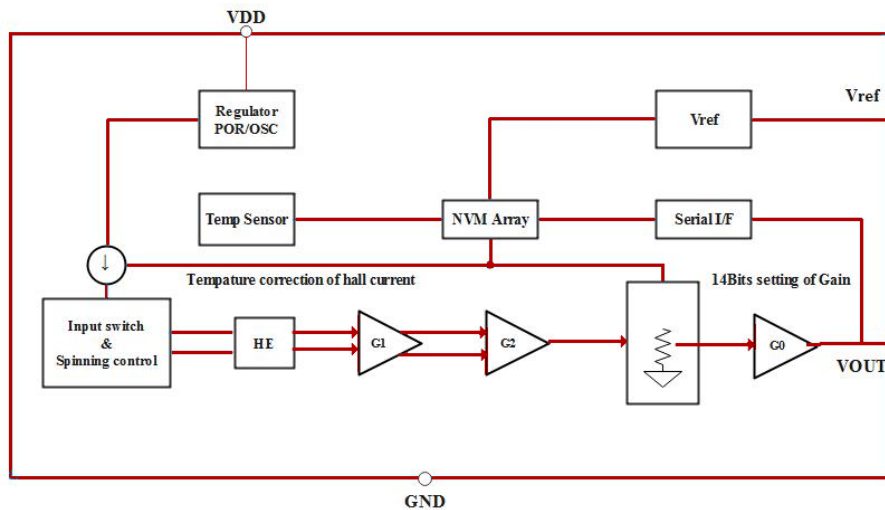 VDD
Regulator
POR/OSC
Vref
Vref
Temp Sensor
NVM Array
Serial I/F
↓
Tempature correction of hall current
14Bits setting of Gain
Input switch
&
Spinning control
HE
G1
G2
G0
VOUT
GND